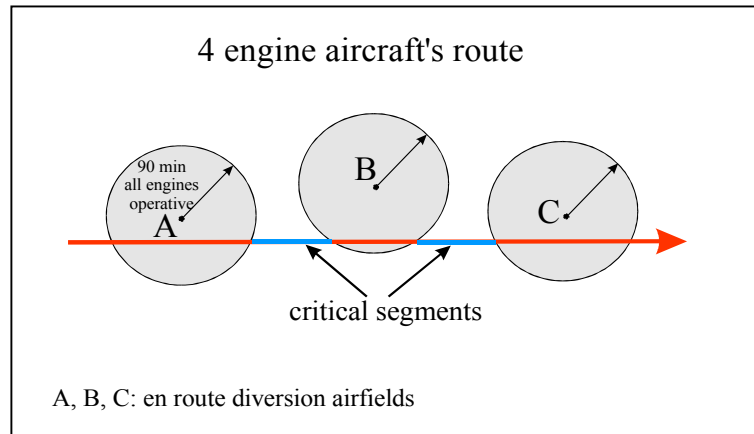 4 engine aircraft's route
90 min
all engines
operative
A
B
C
critical segments
A, B, C: en route diversion airfields